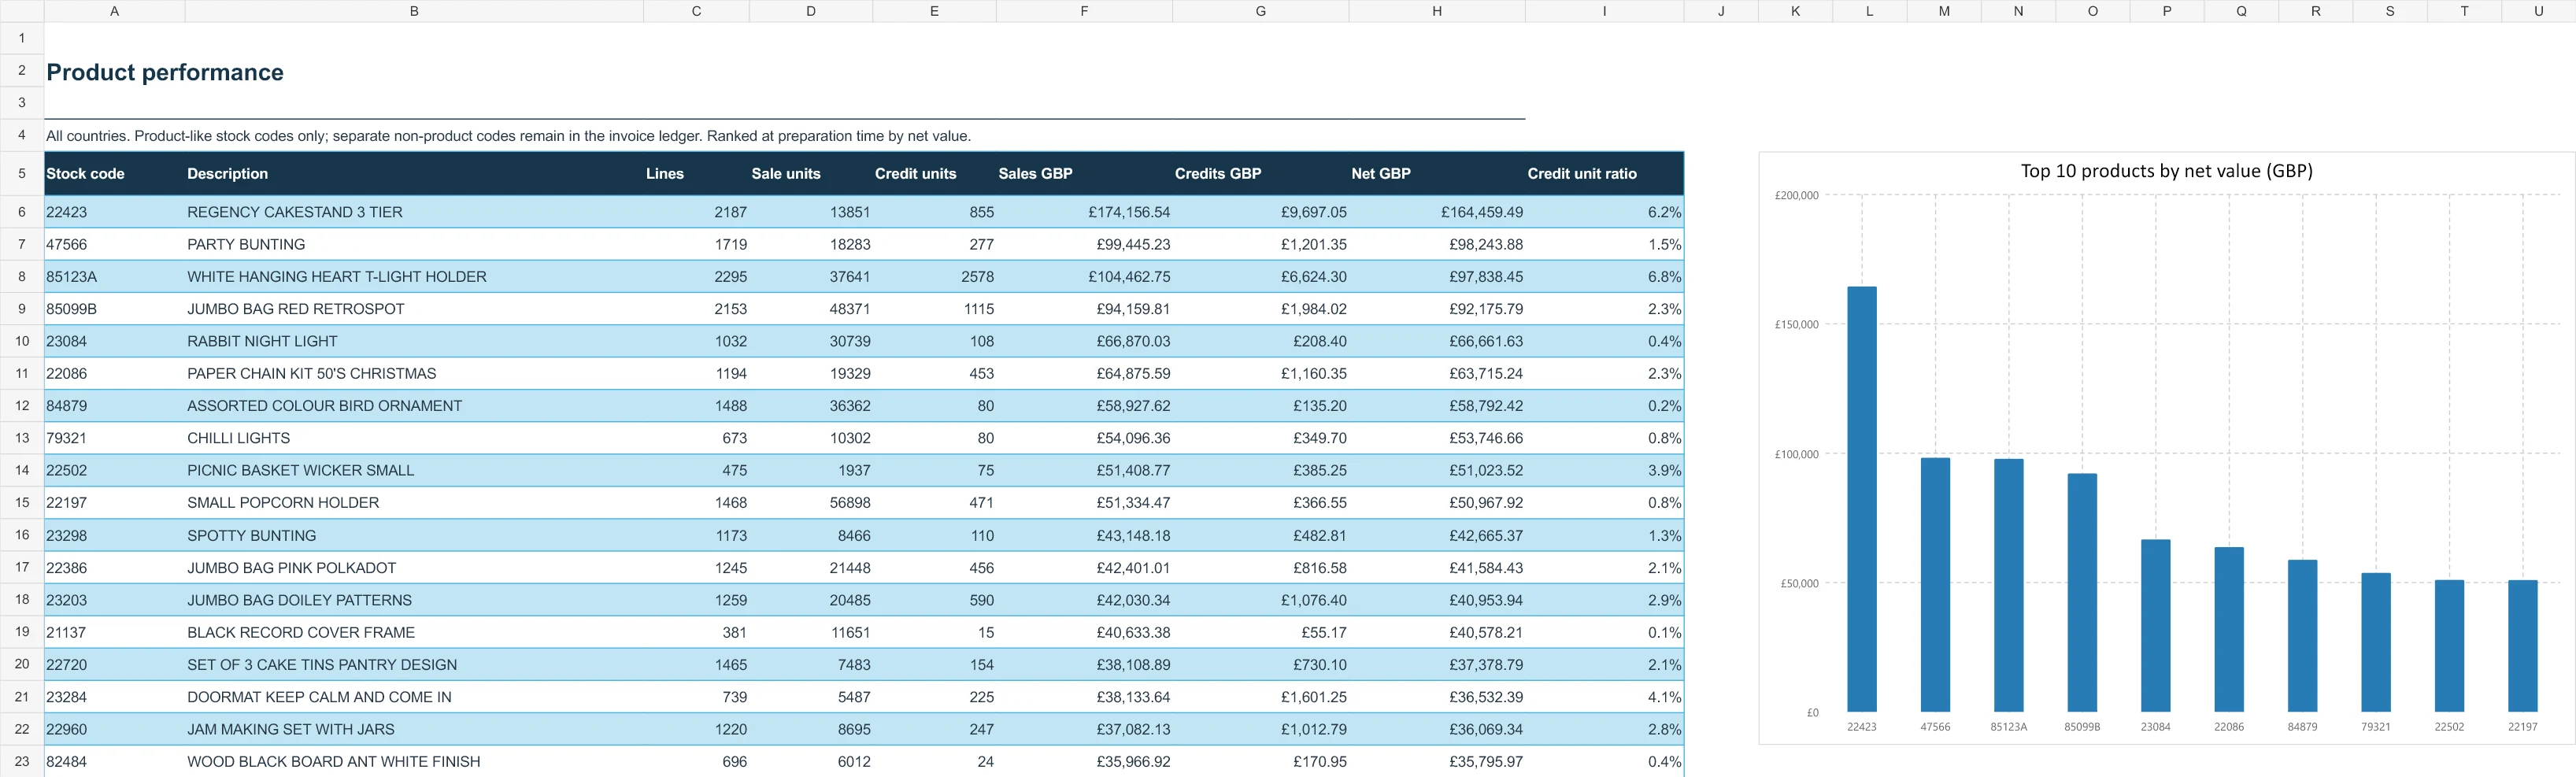 A B C D E F G H I J K L M N O P Q R S T U
1
2 Product performance
3
4 All countries. Product-like stock codes only; separate non-product codes remain in the invoice ledger. Ranked at preparation time by net value.
5 Stock code Description Lines Sale units Credit units Sales GBP Credits GBP Net GBP Credit unit ratio
6 22423 REGENCY CAKESTAND 3 TIER 2187 13851 855 £174,156.54 £9,697.05 £164,459.49 6.2%
7 47566 PARTY BUNTING 1719 18283 277 £99,445.23 £1,201.35 £98,243.88 1.5%
8 85123A WHITE HANGING HEART T-LIGHT HOLDER 2295 37641 2578 £104,462.75 £6,624.30 £97,838.45 6.8%
9 85099B JUMBO BAG RED RETROSPOT 2153 48371 1115 £94,159.81 £1,984.02 £92,175.79 2.3%
10 23084 RABBIT NIGHT LIGHT 1032 30739 108 £66,870.03 £208.40 £66,661.63 0.4%
11 22086 PAPER CHAIN KIT 50'S CHRISTMAS 1194 19329 453 £64,875.59 £1,160.35 £63,715.24 2.3%
12 84879 ASSORTED COLOUR BIRD ORNAMENT 1488 36362 80 £58,927.62 £135.20 £58,792.42 0.2%
13 79321 CHILLI LIGHTS 673 10302 80 £54,096.36 £349.70 £53,746.66 0.8%
14 22502 PICNIC BASKET WICKER SMALL 475 1937 75 £51,408.77 £385.25 £51,023.52 3.9%
15 22197 SMALL POPCORN HOLDER 1468 56898 471 £51,334.47 £366.55 £50,967.92 0.8%
16 23298 SPOTTY BUNTING 1173 8466 110 £43,148.18 £482.81 £42,665.37 1.3%
17 22386 JUMBO BAG PINK POLKADOT 1245 21448 456 £42,401.01 £816.58 £41,584.43 2.1%
18 23203 JUMBO BAG DOILEY PATTERNS 1259 20485 590 £42,030.34 £1,076.40 £40,953.94 2.9%
19 21137 BLACK RECORD COVER FRAME 381 11651 15 £40,633.38 £55.17 £40,578.21 0.1%
20 22720 SET OF 3 CAKE TINS PANTRY DESIGN 1465 7483 154 £38,108.89 £730.10 £37,378.79 2.1%
21 23284 DOORMAT KEEP CALM AND COME IN 739 5487 225 £38,133.64 £1,601.25 £36,532.39 4.1%
22 22960 JAM MAKING SET WITH JARS 1220 8695 247 £37,082.13 £1,012.79 £36,069.34 2.8%
23 82484 WOOD BLACK BOARD ANT WHITE FINISH 696 6012 24 £35,966.92 £170.95 £35,795.97 0.4%
Top 10 products by net value (GBP)
£200,000
£150,000
£100,000
£50,000
£0
22423 47566 85123A 85099B 23084 22086 84879 79321 22502 22197